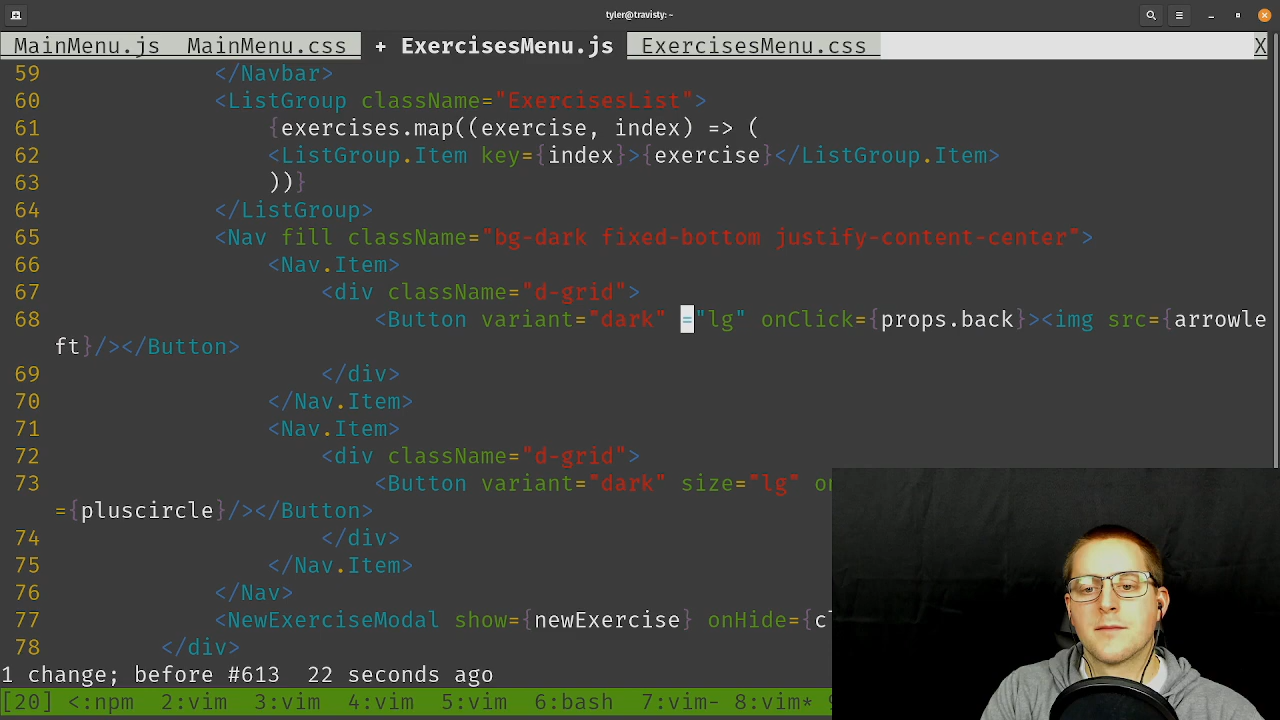 tyler@travisty: ~
MainMenu.js MainMenu.css + ExercisesMenu.js ExercisesMenu.css X
59 </Navbar>
60 <ListGroup className="ExercisesList">
61 {exercises.map((exercise, index) => (
62 <ListGroup.Item key={index}>{exercise}</ListGroup.Item>
63 ))}
64 </ListGroup>
65 <Nav fill className="bg-dark fixed-bottom justify-content-center">
66 <Nav.Item>
67 <div className="d-grid">
68 <Button variant="dark" ="lg" onClick={props.back}><img src={arrowle
ft}/></Button>
69 </div>
70 </Nav.Item>
71 <Nav.Item>
72 <div className="d-grid">
73 <Button variant="dark" size="lg" on
={pluscircle}/></Button>
74 </div>
75 </Nav.Item>
76 </Nav>
77 <NewExerciseModal show={newExercise} onHide={cl
78 </div>
1 change; before #613 22 seconds ago
[20] <:npm 2:vim 3:vim 4:vim 5:vim 6:bash 7:vim- 8:vim*